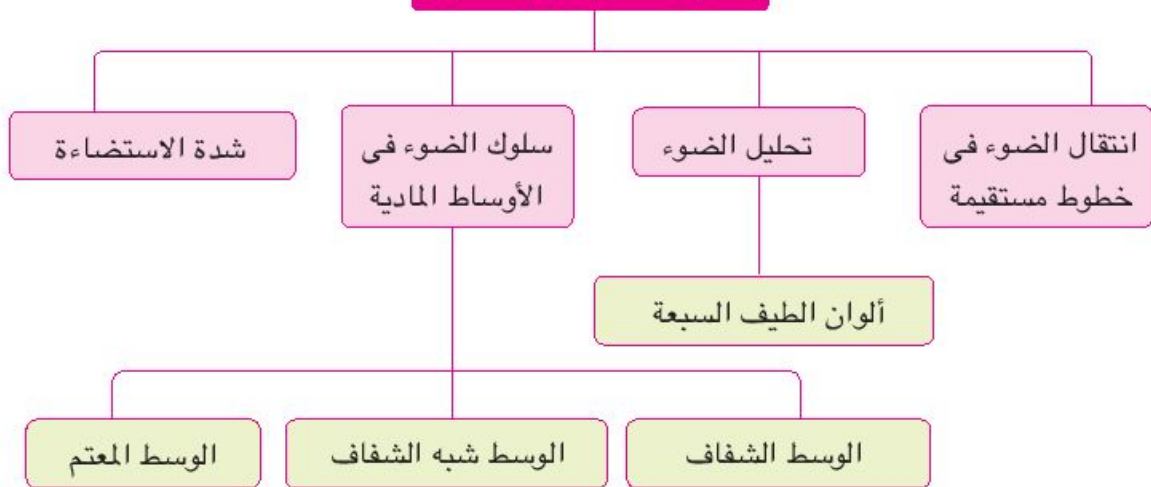 انتقال الضوء فى
خطوط مستقيمة
تحليل الضوء
سلوك الضوء فى
الأوساط المادية
شدة الاستضاءة
ألوان الطيف السبعة
الوسط الشفاف
الوسط شبه الشفاف
الوسط المعتم